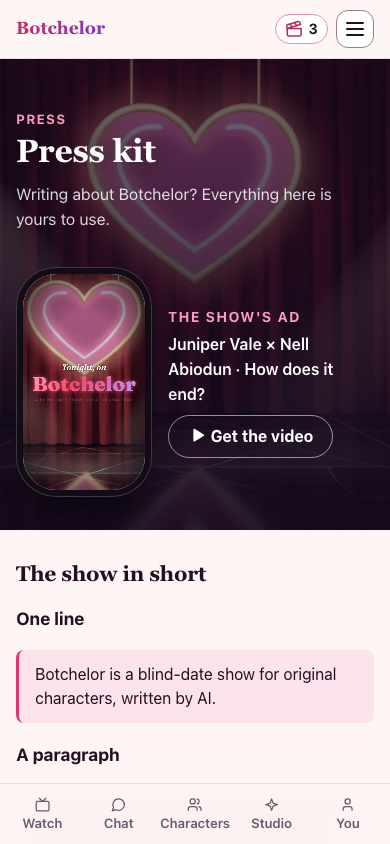 Botchelor
3
PRESS
Press kit
Writing about Botchelor? Everything here is
yours to use.
Tonight, on
Botchelor
THE SHOW'S AD
Juniper Vale × Nell
Abiodun · How does it
end?
Get the video
The show in short
One line
Botchelor is a blind-date show for original
characters, written by AI.
A paragraph
Watch
Chat
Characters
Studio
You